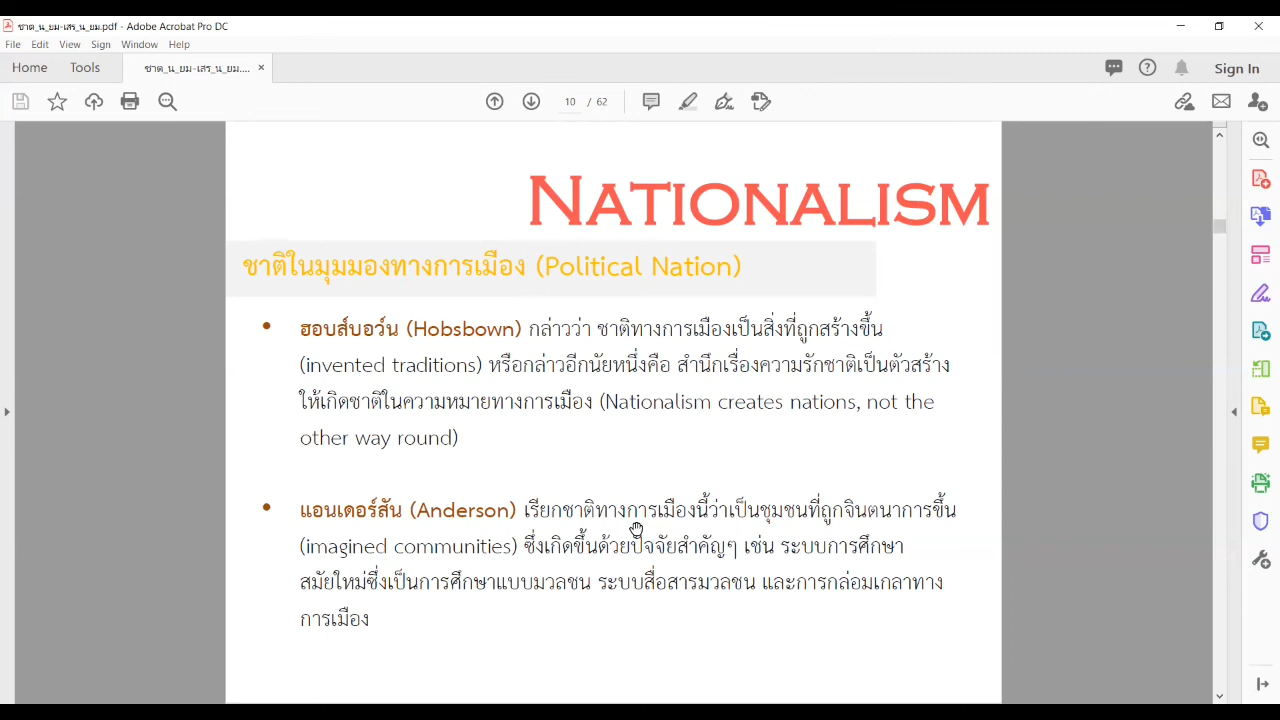 ชาต_น_ยม-เสร_น_ยม.pdf - Adobe Acrobat Pro DC
File Edit View Sign Window Help
Home Tools ชาต_น_ยม-เสร_น_ยม.... × Sign In
10 / 62
NATIONALISM
ชาติในมุมมองทางการเมือง (Political Nation)
• ฮอบส์บอว์น (Hobsbown) กล่าวว่า ชาติทางการเมืองเป็นสิ่งที่ถูกสร้างขึ้น
(invented traditions) หรือกล่าวอีกนัยหนึ่งคือ สำนึกเรื่องความรักชาติเป็นตัวสร้าง
ให้เกิดชาติในความหมายทางการเมือง (Nationalism creates nations, not the
other way round)
• แอนเดอร์สัน (Anderson) เรียกชาติทางการเมืองนี้ว่าเป็นชุมชนที่ถูกจินตนาการขึ้น
(imagined communities) ซึ่งเกิดขึ้นด้วยปัจจัยสำคัญๆ เช่น ระบบการศึกษา
สมัยใหม่ซึ่งเป็นการศึกษาแบบมวลชน ระบบสื่อสารมวลชน และการกล่อมเกลาทาง
การเมือง